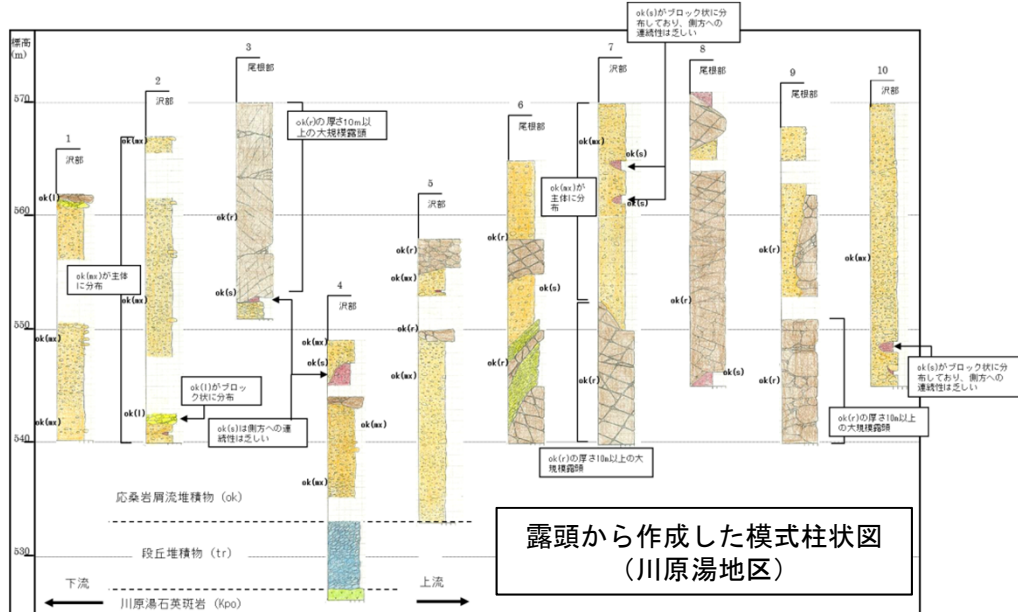 ok(s)がブロック状に分
布しており、側方への
連続性は乏しい
標高
(m)
570
560
550
540
530
1
沢部
2
沢部
3
尾根部
4
沢部
5
沢部
6
尾根部
7
沢部
8
尾根部
9
尾根部
10
沢部
ok(l)
ok(mx)
ok(mx)
ok(mx)が主体
に分布
ok(mx)
ok(mx)
ok(l)
ok(l)がブロッ
ク状に分布
ok(r)の厚さ10m以
上の大規模露頭
ok(r)
ok(s)
ok(s)は側方への連
続性は乏しい
ok(mx)
ok(s)
ok(mx)
ok(mx)
ok(r)
ok(mx)
ok(r)
ok(mx)
ok(r)
ok(s)
ok(r)
ok(mx)が
主体に分布
ok(mx)
ok(s)
ok(s)
ok(r)
ok(r)の厚さ10m以上の大
規模露頭
ok(r)
ok(s)
ok(mx)
ok(r)
ok(r)の厚さ10m以上
の大規模露頭
ok(mx)
ok(s)がブロック状に分
布しており、側方への
連続性は乏しい
応桑岩屑流堆積物 (ok)
段丘堆積物 (tr)
下流
上流
川原湯石英斑岩 (Kpo)
露頭から作成した模式柱状図
（川原湯地区）